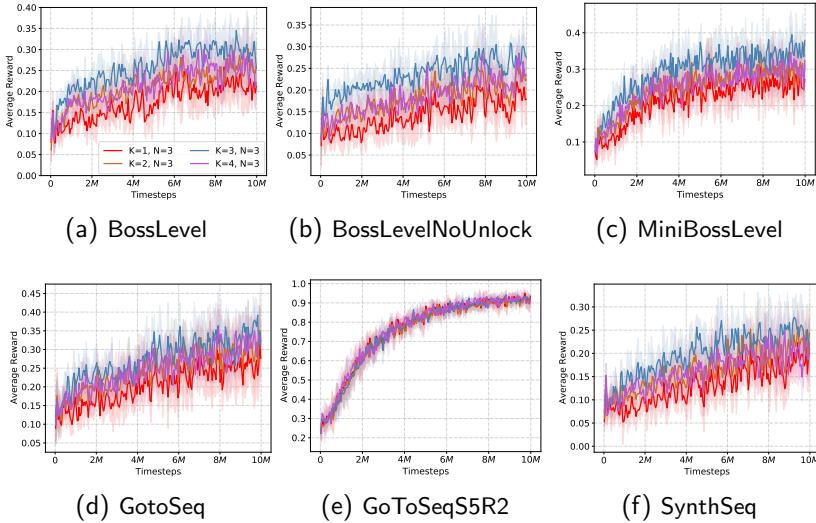 0.40
0.35
0.30
0.25
0.20
0.15
0.10
0.05
0.00
Average Reward
K=1, N=3
K=2, N=3
K=3, N=3
K=4, N=3
0 2M 4M 6M 8M 10M
Timesteps
(a) BossLevel
0.35
0.30
0.25
0.20
0.15
0.10
0.05
Average Reward
0 2M 4M 6M 8M 10M
Timesteps
(b) BossLevelNoUnlock
0.4
0.3
0.2
0.1
Average Reward
0 2M 4M 6M 8M 10M
Timesteps
(c) MiniBossLevel
0.45
0.40
0.35
0.30
0.25
0.20
0.15
0.10
0.05
Average Reward
0 2M 4M 6M 8M 10M
Timesteps
(d) GotoSeq
1.0
0.9
0.8
0.7
0.6
0.5
0.4
0.3
0.2
Average Reward
0 2M 4M 6M 8M 10M
Timesteps
(e) GoToSeqS5R2
0.30
0.25
0.20
0.15
0.10
0.05
0.00
Average Reward
0 2M 4M 6M 8M 10M
Timesteps
(f) SynthSeq